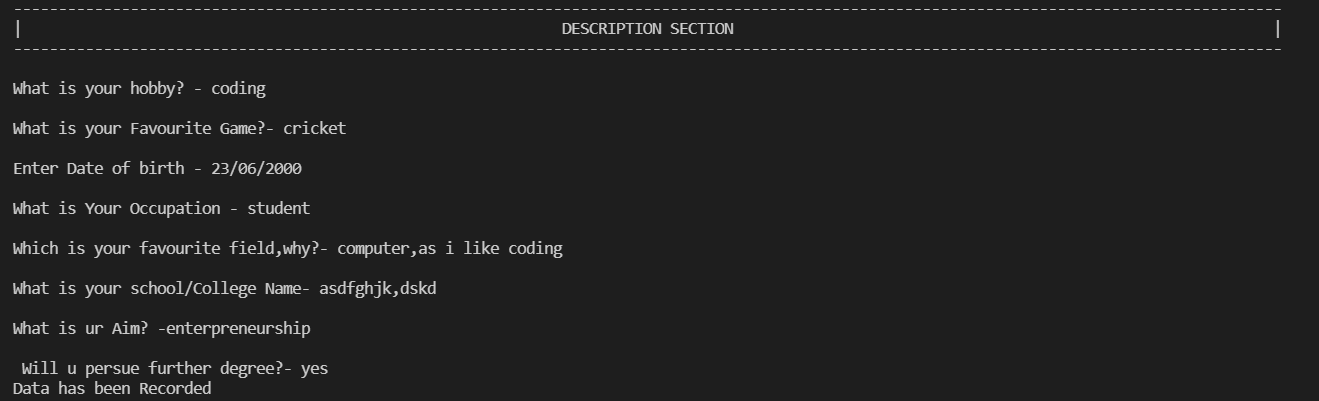 ---------------------------------------------------------------------------------------------------------------------------------------------
| DESCRIPTION SECTION |
---------------------------------------------------------------------------------------------------------------------------------------------
What is your hobby? - coding
What is your Favourite Game?- cricket
Enter Date of birth - 23/06/2000
What is Your Occupation - student
Which is your favourite field,why?- computer,as i like coding
What is your school/College Name- asdfghjk,dskd
What is ur Aim? -enterpreneurship
Will u persue further degree?- yes
Data has been Recorded